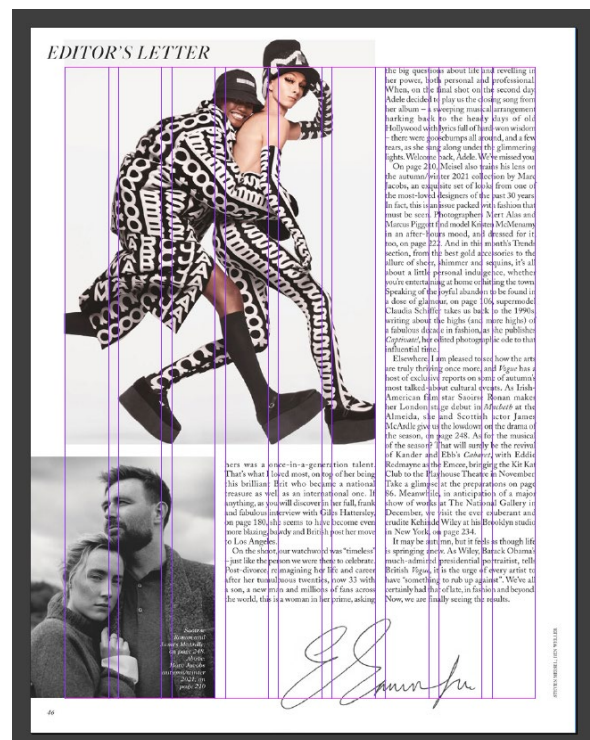 EDITOR'S LETTER
hers was a once-in-a-generation talent.
That's what I loved most, on top of her being
this brilliant Brit who became a national
treasure as well as an international one. If
anything, as you will discover in her full, frank
and fabulous interview with Giles Hattersley,
on page 180, she seems to have become even
more blazing, bawdy and British post her move
to Los Angeles.
On the shoot, our watchword was "timeless"
– just like the person we were there to celebrate.
Post-divorce, reimagining her life and career
after her tumultuous twenties, now 33 with
a son, a new man and millions of fans across
the world, this is a woman in her prime, asking
the big questions about life and revelling in
her power, both personal and professional.
When, on the final shot on the second day
Adele decided to play us the closing song from
her album – a sweeping musical arrangement
harking back to the heady days of old
Hollywood with lyrics full of hard-won wisdom
– there were goosebumps all around, and a few
tears, as she sang along under the glimmering
lights. Welcome back, Adele. We've missed you.
On page 210, Meisel also trains his lens on
the autumn/winter 2021 collection by Marc
Jacobs, an exquisite set of looks from one of
the most-loved designers of the past 30 years.
In fact, this is an issue packed with fashion that
must be seen. Photographers Mert Alas and
Marcus Piggott find model Kristen McMenamy
in an after-hours mood, and dressed for it,
too, on page 222. And in this month's Trends
section, from the best gold accessories to the
allure of sheer, shimmer and sequins, it's all
about a little personal indulgence, whether
you're entertaining at home or hitting the town.
Speaking of the joyful abandon to be found in
a dose of glamour, on page 106, supermodel
Claudia Schiffer takes us back to the 1990s,
writing about the highs (and more highs) of
a fabulous decade in fashion, as she publishes
Captivate!, her edited photographic ode to that
influential time.
Elsewhere, I am pleased to see how the arts
are truly thriving once more, and Vogue has a
host of exclusive reports on some of autumn's
most talked-about cultural events. As Irish-
American film star Saoirse Ronan makes
her London stage debut in Macbeth at the
Almeida, she and Scottish actor James
McArdle give us the lowdown on the drama of
the season, on page 248. As for the musical
of the season? That will surely be the revival
of Kander and Ebb's Cabaret, with Eddie
Redmayne as the Emcee, bringing the Kit Kat
Club to the Playhouse Theatre in November.
Take a glimpse at the preparations on page
86. Meanwhile, in anticipation of a major
show of works at The National Gallery in
December, we visit the ever exuberant and
erudite Kehinde Wiley at his Brooklyn studio
in New York, on page 234.
It may be autumn, but it feels as though life
is springing anew. As Wiley, Barack Obama's
much-admired presidential portraitist, tells
British Vogue, it is the urge of every artist to
have "something to rub up against". We've all
certainly had that of late, in fashion and beyond.
Now, we are finally seeing the results.
Saoirse
Ronan and
James McArdle,
on page 248.
Above:
Marc Jacobs
autumn/winter
2021, on
page 210
46